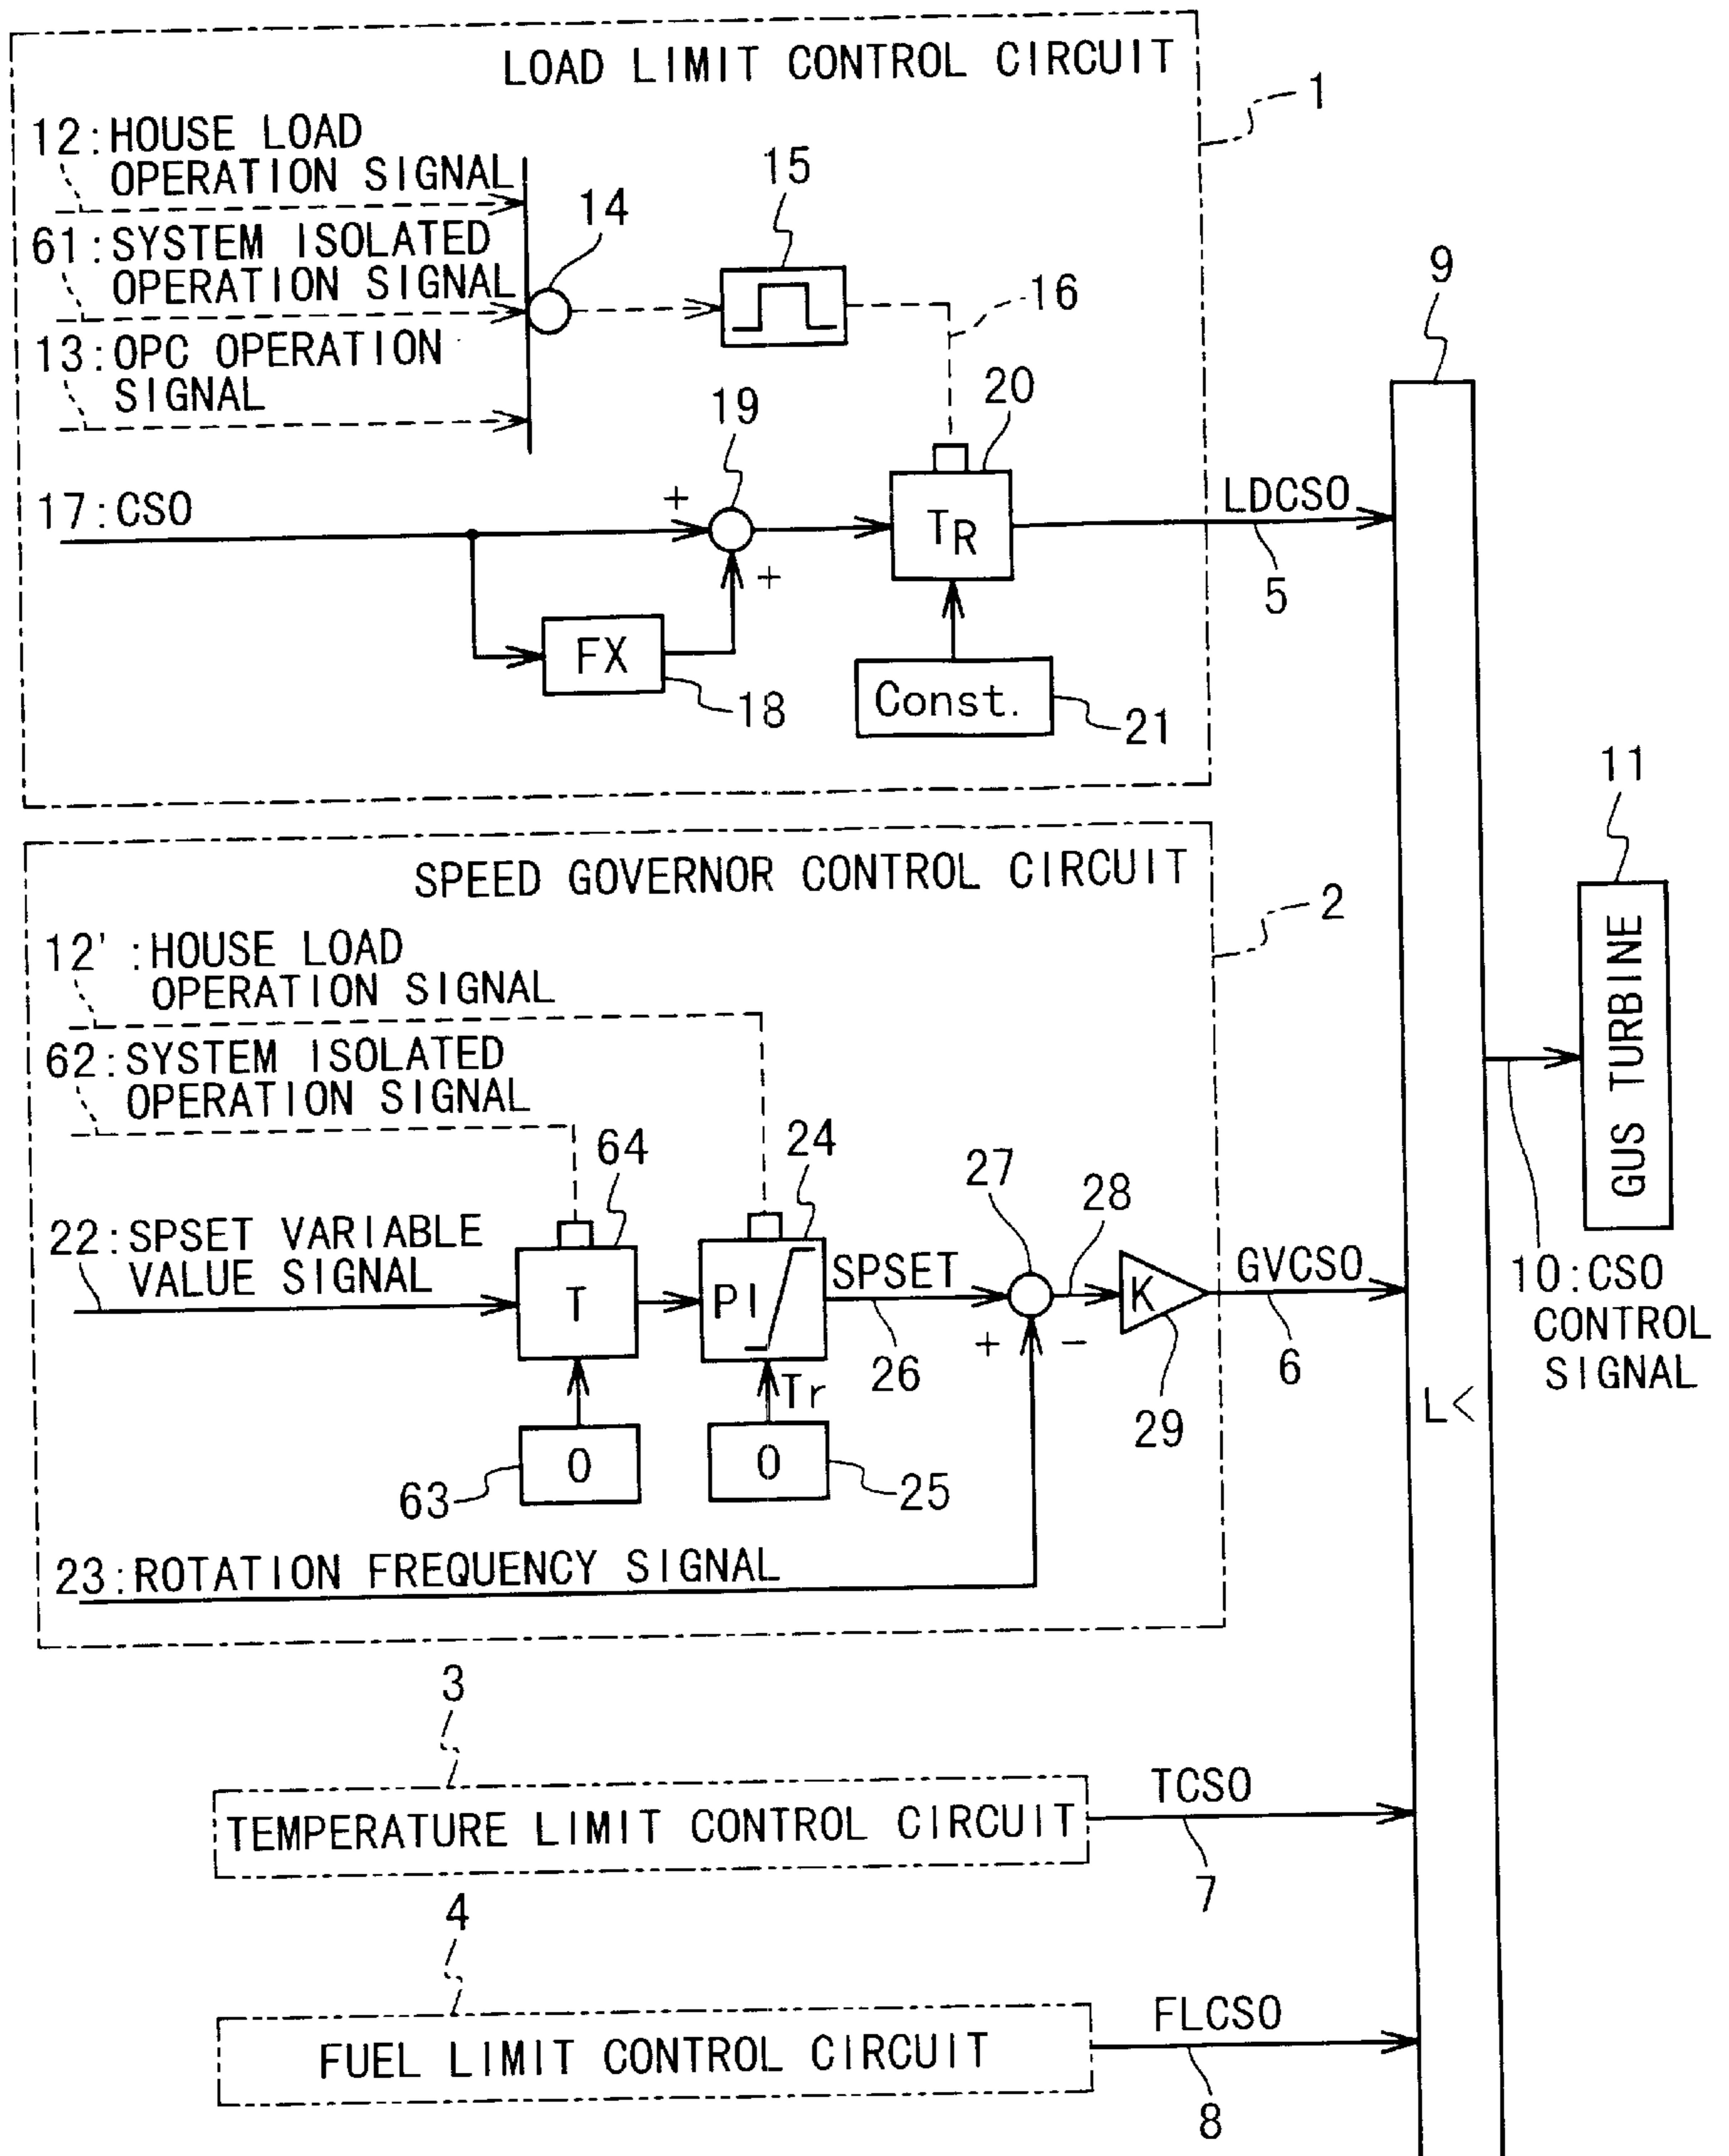 LOAD LIMIT CONTROL CIRCUIT
1
12:HOUSE LOAD
OPERATION SIGNAL
61:SYSTEM ISOLATED
OPERATION SIGNAL
13:OPC OPERATION
SIGNAL
14
15
16
17:CSO
+
19
+
20
TR
FX
18
Const.
21
LDCSO
5
9
SPEED GOVERNOR CONTROL CIRCUIT
2
12':HOUSE LOAD
OPERATION SIGNAL
62:SYSTEM ISOLATED
OPERATION SIGNAL
64
24
27
28
22:SPSET VARIABLE
VALUE SIGNAL
T
PI
SPSET
26
+
−
K
29
GVCSO
6
Tr
0
63
0
25
23:ROTATION FREQUENCY SIGNAL
L<
11
GUS TURBINE
10:CSO
CONTROL
SIGNAL
3
TEMPERATURE LIMIT CONTROL CIRCUIT
TCSO
7
4
FUEL LIMIT CONTROL CIRCUIT
FLCSO
8